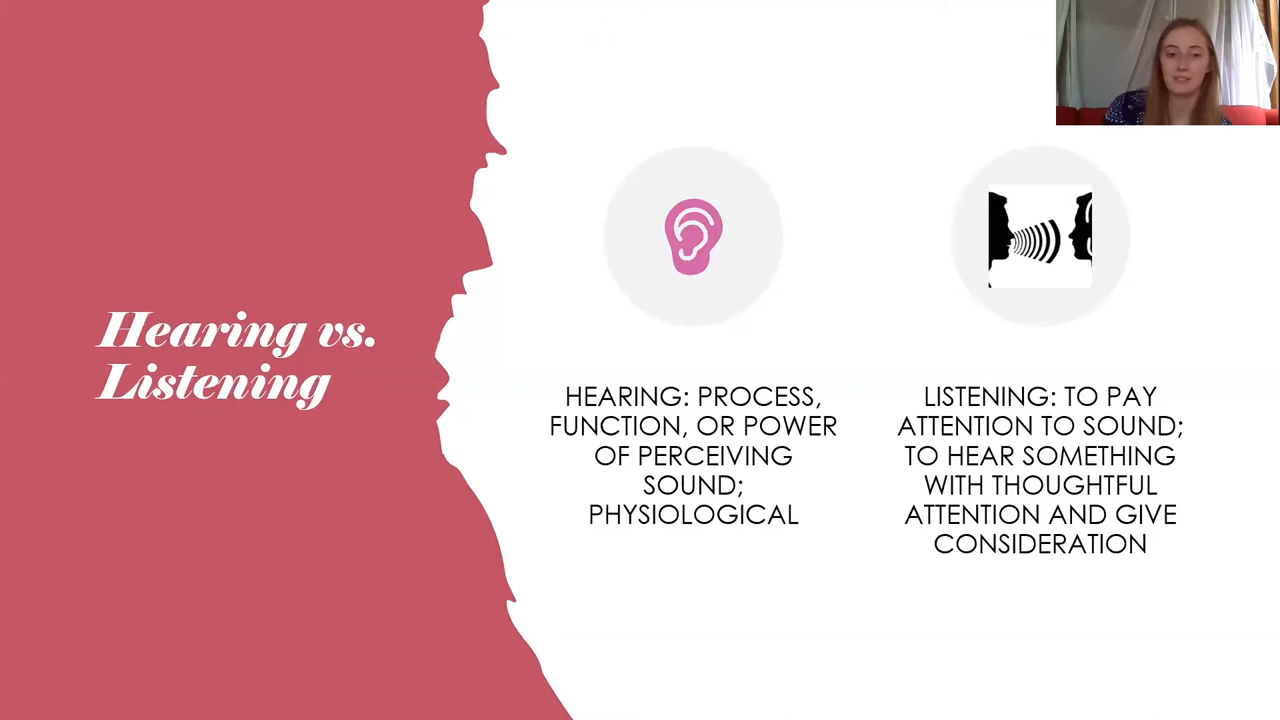 Hearing vs.
Listening
HEARING: PROCESS,
FUNCTION, OR POWER
OF PERCEIVING
SOUND;
PHYSIOLOGICAL
LISTENING: TO PAY
ATTENTION TO SOUND;
TO HEAR SOMETHING
WITH THOUGHTFUL
ATTENTION AND GIVE
CONSIDERATION